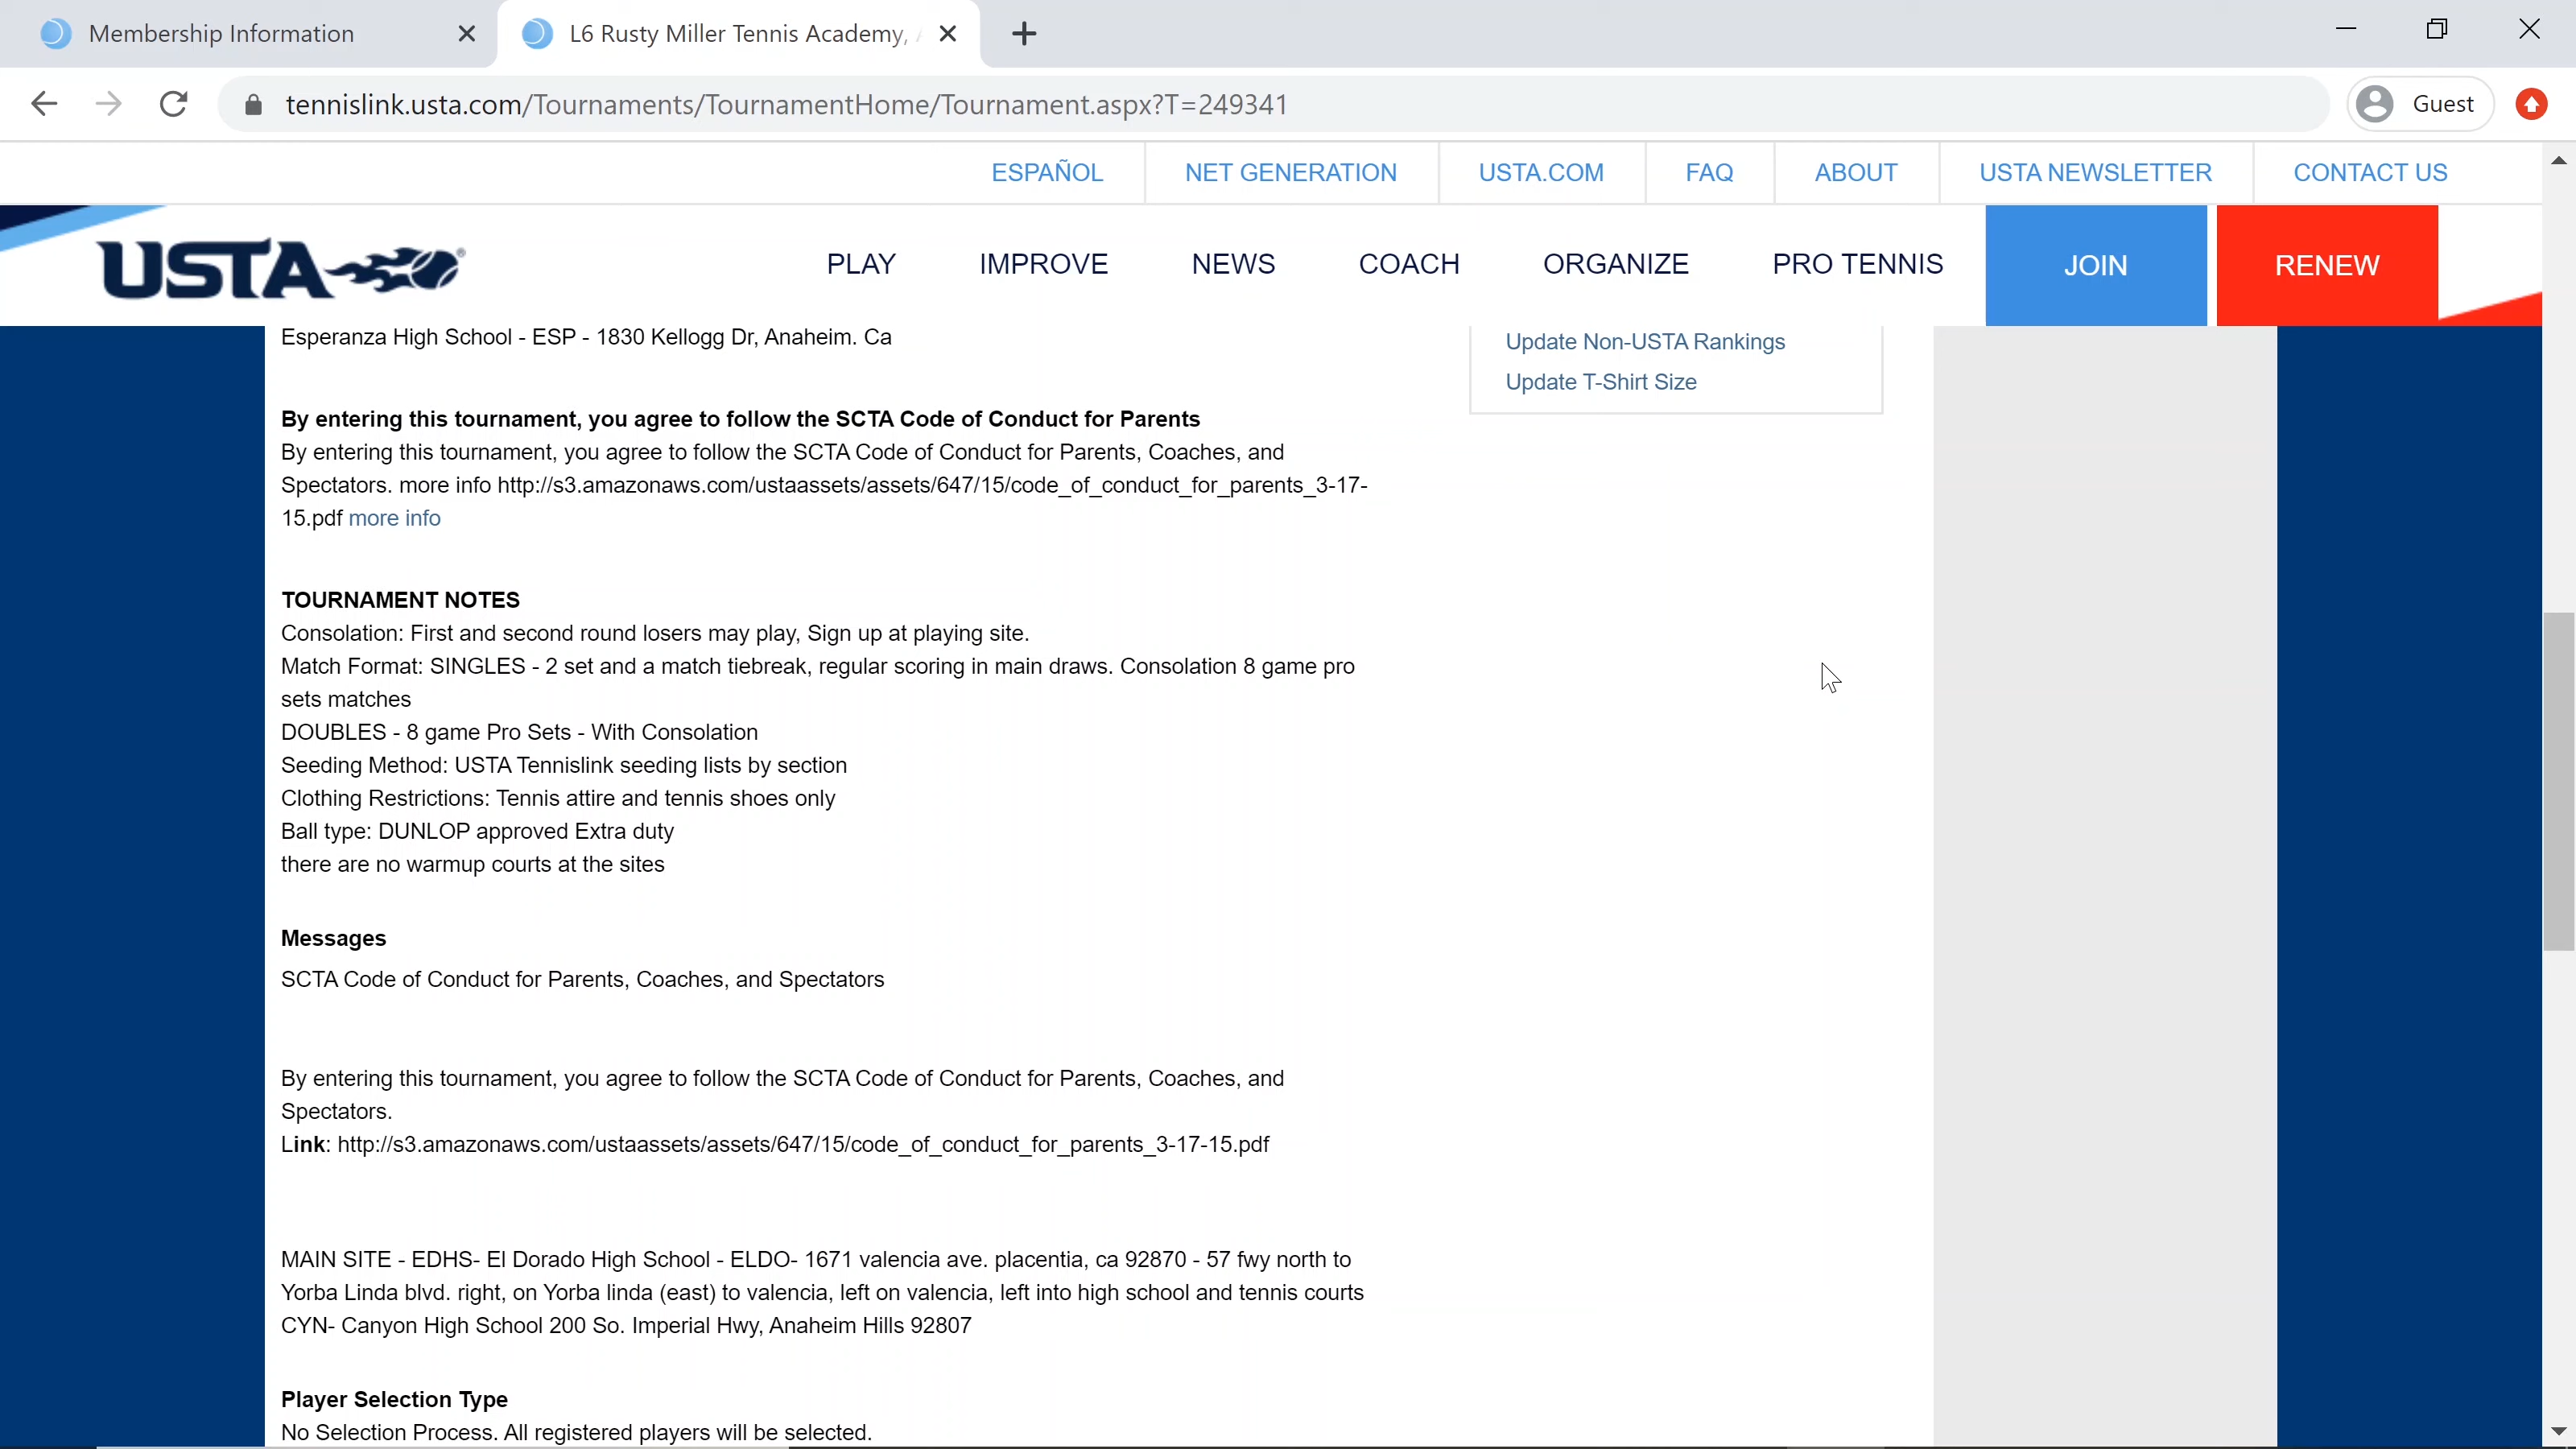 Membership Information
L6 Rusty Miller Tennis Academy,
tennislink.usta.com/Tournaments/TournamentHome/Tournament.aspx?T=249341
Guest
ESPAÑOL
NET GENERATION
USTA.COM
FAQ
ABOUT
USTA NEWSLETTER
CONTACT US
USTA
PLAY
IMPROVE
NEWS
COACH
ORGANIZE
PRO TENNIS
JOIN
RENEW
Esperanza High School - ESP - 1830 Kellogg Dr, Anaheim. Ca
Update Non-USTA Rankings
Update T-Shirt Size
By entering this tournament, you agree to follow the SCTA Code of Conduct for Parents
By entering this tournament, you agree to follow the SCTA Code of Conduct for Parents, Coaches, and
Spectators. more info http://s3.amazonaws.com/ustaassets/assets/647/15/code_of_conduct_for_parents_3-17-
15.pdf more info
TOURNAMENT NOTES
Consolation: First and second round losers may play, Sign up at playing site.
Match Format: SINGLES - 2 set and a match tiebreak, regular scoring in main draws. Consolation 8 game pro
sets matches
DOUBLES - 8 game Pro Sets - With Consolation
Seeding Method: USTA Tennislink seeding lists by section
Clothing Restrictions: Tennis attire and tennis shoes only
Ball type: DUNLOP approved Extra duty
there are no warmup courts at the sites
Messages
SCTA Code of Conduct for Parents, Coaches, and Spectators
By entering this tournament, you agree to follow the SCTA Code of Conduct for Parents, Coaches, and
Spectators.
Link: http://s3.amazonaws.com/ustaassets/assets/647/15/code_of_conduct_for_parents_3-17-15.pdf
MAIN SITE - EDHS- El Dorado High School - ELDO- 1671 valencia ave. placentia, ca 92870 - 57 fwy north to
Yorba Linda blvd. right, on Yorba linda (east) to valencia, left on valencia, left into high school and tennis courts
CYN- Canyon High School 200 So. Imperial Hwy, Anaheim Hills 92807
Player Selection Type
No Selection Process. All registered players will be selected.